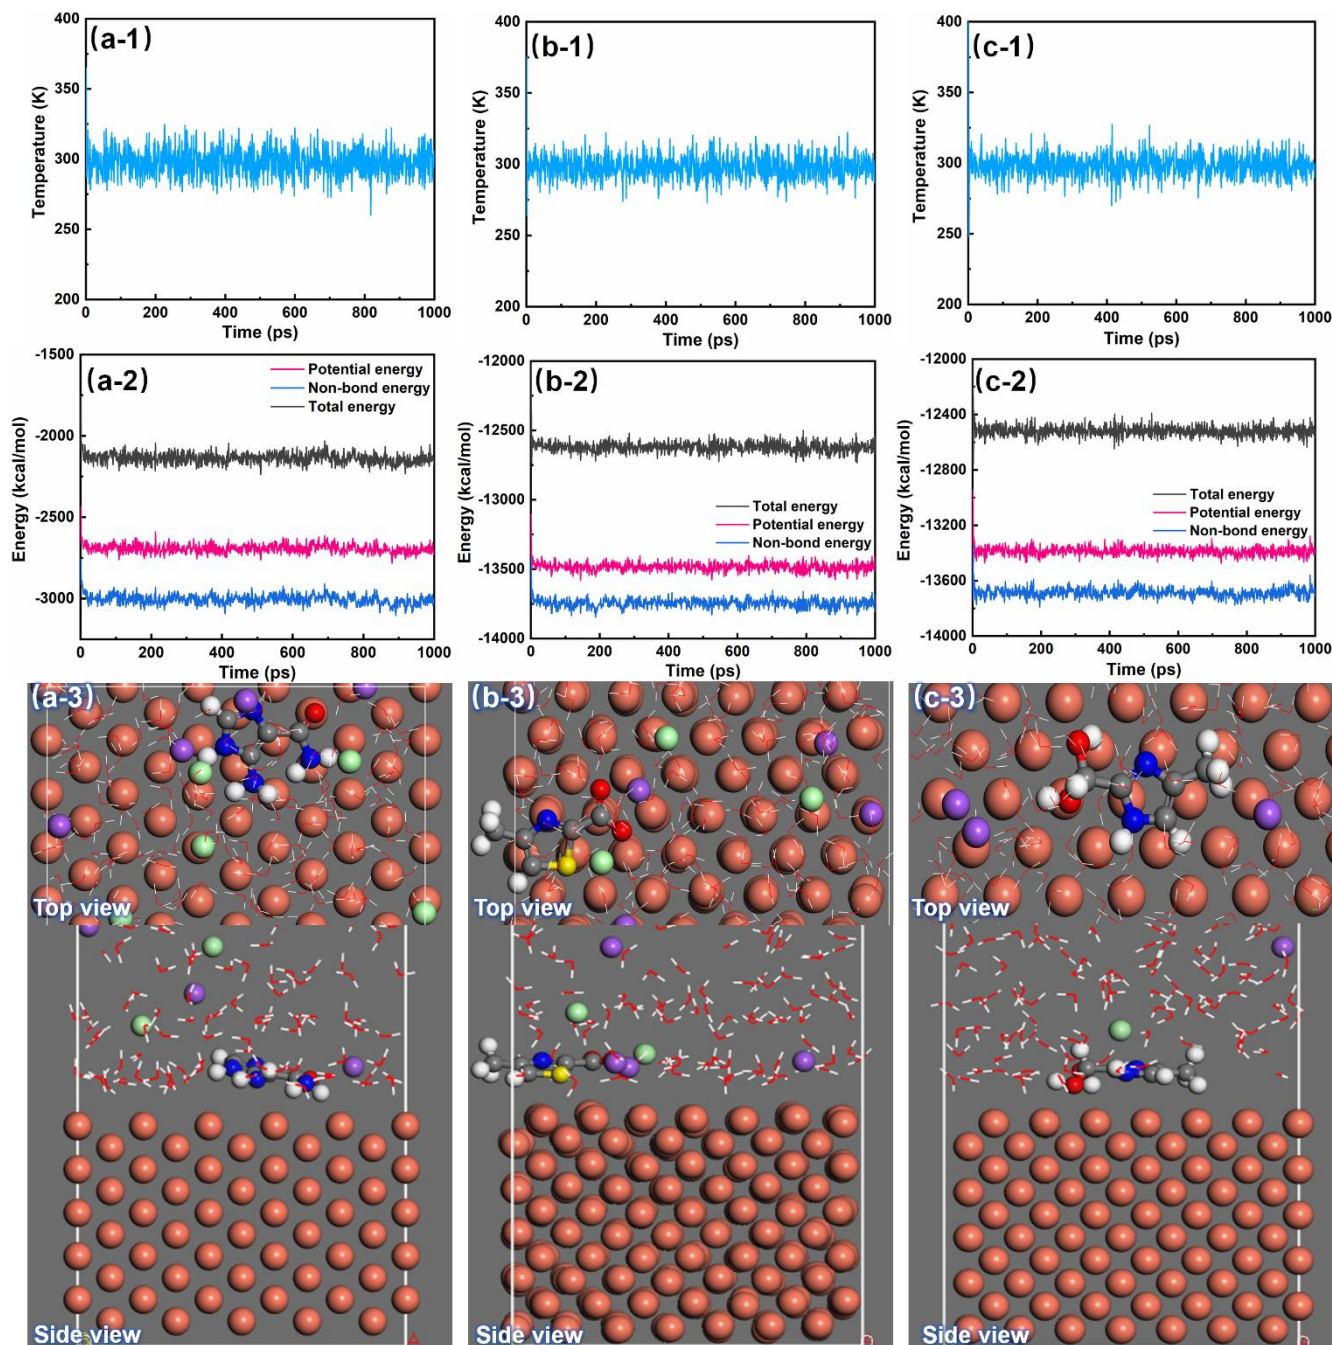 (a-1)
400
350
300
250
200
Temperature (K)
0 200 400 600 800 1000
Time (ps)
(b-1)
400
350
300
250
200
Temperature (K)
0 200 400 600 800 1000
Time (ps)
(c-1)
400
350
300
250
200
Temperature (K)
0 200 400 600 800 1000
Time (ps)
(a-2)
-1500
-2000
-2500
-3000
Energy (kcal/mol)
Potential energy
Non-bond energy
Total energy
0 200 400 600 800 1000
Time (ps)
(b-2)
-12000
-12500
-13000
-13500
-14000
Energy (kcal/mol)
Total energy
Potential energy
Non-bond energy
0 200 400 600 800 1000
Time (ps)
(c-2)
-12000
-12400
-12800
-13200
-13600
-14000
Energy (kcal/mol)
Total energy
Potential energy
Non-bond energy
0 200 400 600 800 1000
Time (ps)
(a-3)
Top view
Side view
(b-3)
Top view
Side view
(c-3)
Top view
Side view